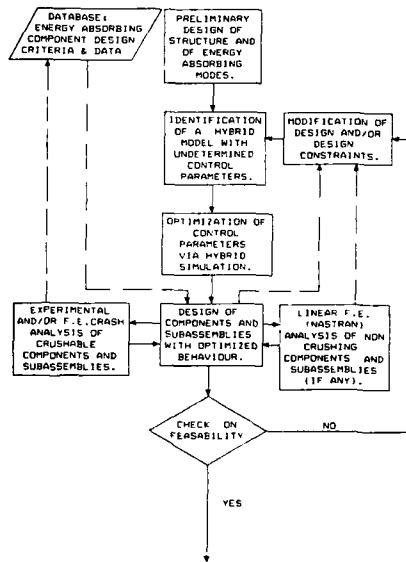 DATABASE:
ENERGY ABSORBING
COMPONENT DESIGN
CRITERIA & DATA
PRELIMINARY
DESIGN OF
STRUCTURE AND
OF ENERGY
ABSORBING
MODES.
IDENTIFICATION
OF A HYBRID
MODEL WITH
UNDETERMINED
CONTROL
PARAMETERS.
MODIFICATION OF
DESIGN AND/OR
DESIGN
CONSTRAINTS.
OPTIMIZATION OF
CONTROL
PARAMETERS
VIA HYBRID
SIMULATION.
EXPERIMENTAL
AND/OR F.E.CRASH
ANALYSIS OF
CRUSHABLE
COMPONENTS AND
SUBASSEMBLIES.
DESIGN OF
COMPONENTS AND
SUBASSEMBLIES
WITH OPTIMIZED
BEHAVIOUR.
LINEAR F.E.
(NASTRAN)
ANALYSIS OF NON
CRUSHING
COMPONENTS AND
SUBASSEMBLIES
(IF ANY).
CHECK ON
FEASABILITY
NO
YES